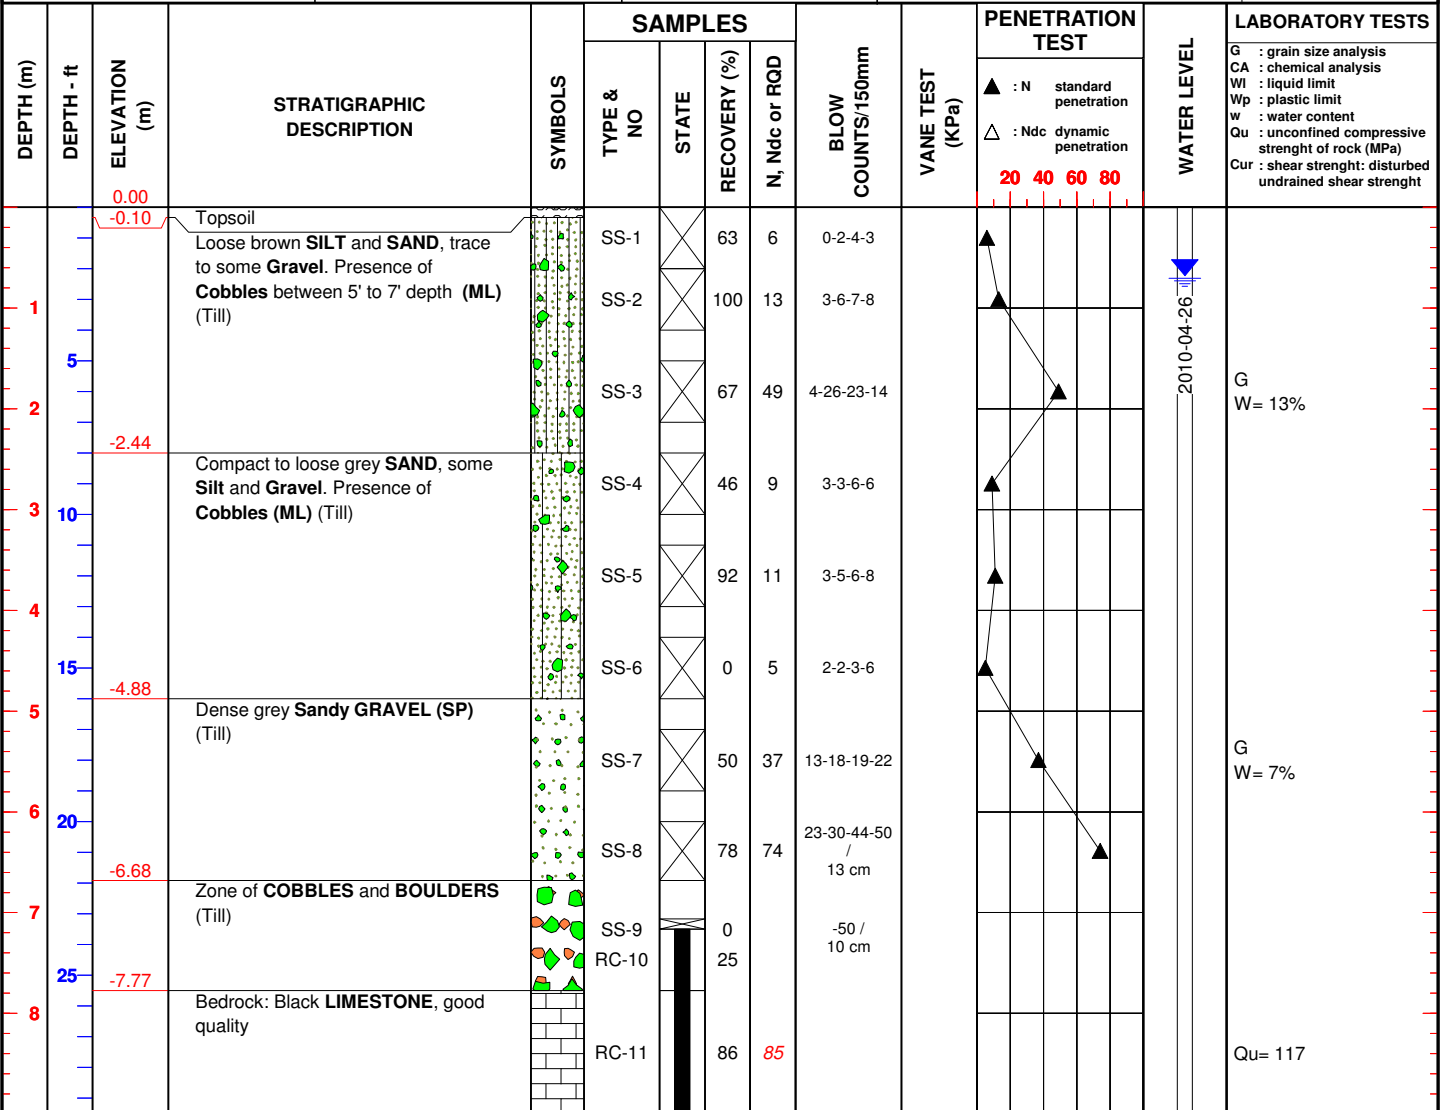 DEPTH (m)
DEPTH - ft
ELEVATION (m)
STRATIGRAPHIC
DESCRIPTION
SYMBOLS
SAMPLES
TYPE & NO
STATE
RECOVERY (%)
N, Ndc or RQD
BLOW COUNTS/150mm
VANE TEST (KPa)
PENETRATION
TEST
: N standard
penetration
: Ndc dynamic
penetration
20 40 60 80
WATER LEVEL
LABORATORY TESTS
G : grain size analysis
CA : chemical analysis
Wl : liquid limit
Wp : plastic limit
w : water content
Qu : unconfined compressive
strenght of rock (MPa)
Cur : shear strenght: disturbed
undrained shear strenght
0.00
-0.10
Topsoil
Loose brown SILT and SAND, trace
to some Gravel. Presence of
Cobbles between 5' to 7' depth (ML)
(Till)
SS-1 63 6 0-2-4-3
SS-2 100 13 3-6-7-8
1
2010-04-26
5
SS-3 67 49 4-26-23-14
G
W= 13%
2
-2.44
Compact to loose grey SAND, some
Silt and Gravel. Presence of
Cobbles (ML) (Till)
SS-4 46 9 3-3-6-6
3
10
SS-5 92 11 3-5-6-8
4
15
SS-6 0 5 2-2-3-6
-4.88
5
Dense grey Sandy GRAVEL (SP)
(Till)
SS-7 50 37 13-18-19-22
G
W= 7%
6
20
SS-8 78 74 23-30-44-50
/
13 cm
-6.68
Zone of COBBLES and BOULDERS
(Till)
7
SS-9 0 -50 /
10 cm
RC-10 25
25
-7.77
Bedrock: Black LIMESTONE, good
quality
8
RC-11 86 85
Qu= 117